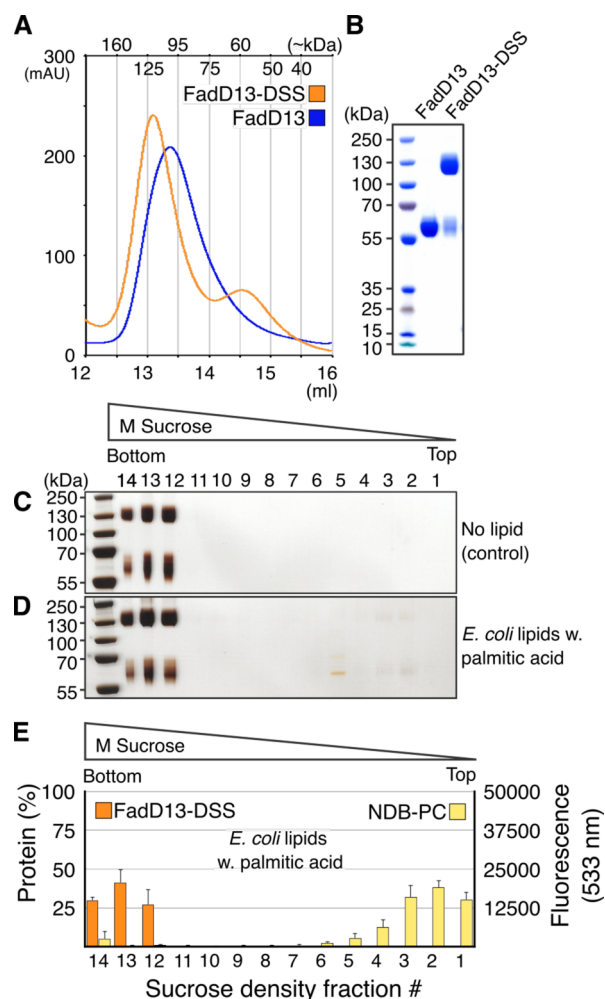 A
160 95 60 (~kDa)
125 75 50 40
300
(mAU)
200
100
0
12 13 14 15 16
(ml)
FadD13-DSS
FadD13
B
FadD13
FadD13-DSS
(kDa)
250
130
100
70
55
35
25
15
10
M Sucrose
Bottom Top
(kDa) 14 13 12 11 10 9 8 7 6 5 4 3 2 1
C
250
130
100
70
55
No lipid
(control)
D
250
130
100
70
55
E. coli lipids w.
palmitic acid
E
M Sucrose
Bottom Top
Protein (%)
100
75
50
25
FadD13-DSS
E. coli lipids
w. palmitic acid
NDB-PC
50000
37500
25000
12500
Fluorescence
(533 nm)
14 13 12 11 10 9 8 7 6 5 4 3 2 1
Sucrose density fraction #